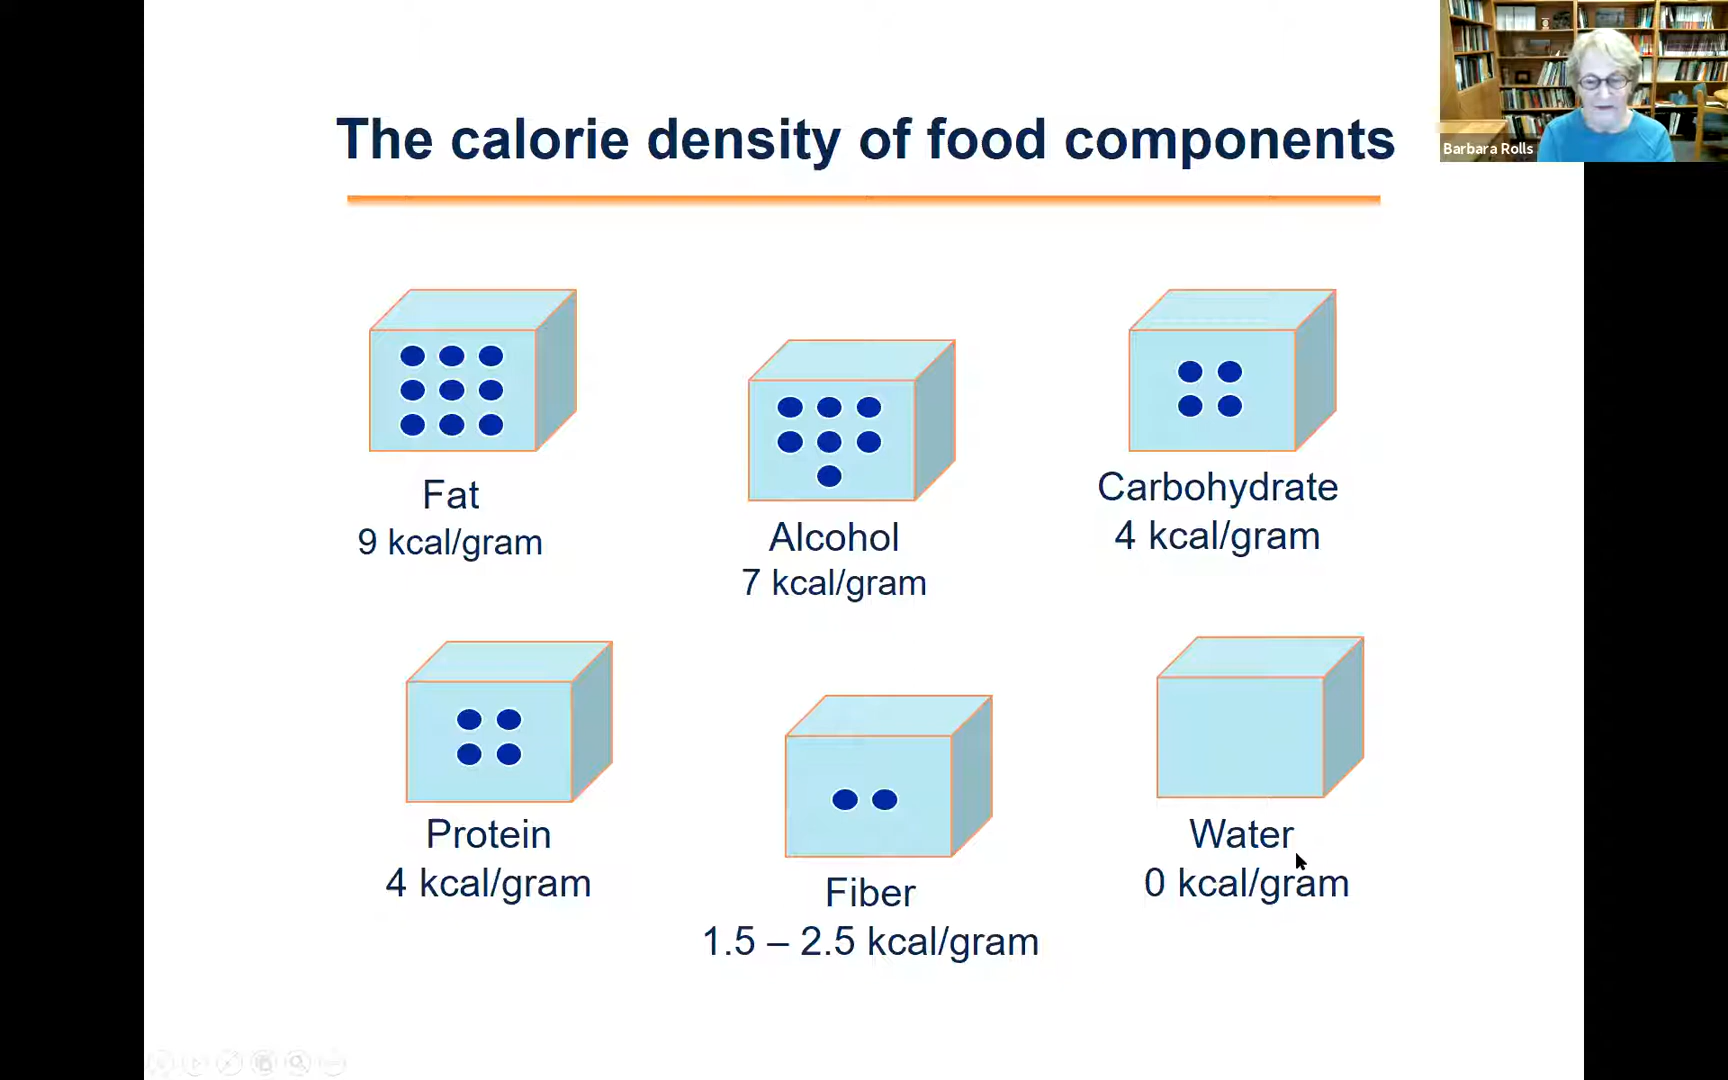 The calorie density of food components
Barbara Rolls
Fat
9 kcal/gram
Alcohol
7 kcal/gram
Carbohydrate
4 kcal/gram
Protein
4 kcal/gram
Fiber
1.5 – 2.5 kcal/gram
Water
0 kcal/gram